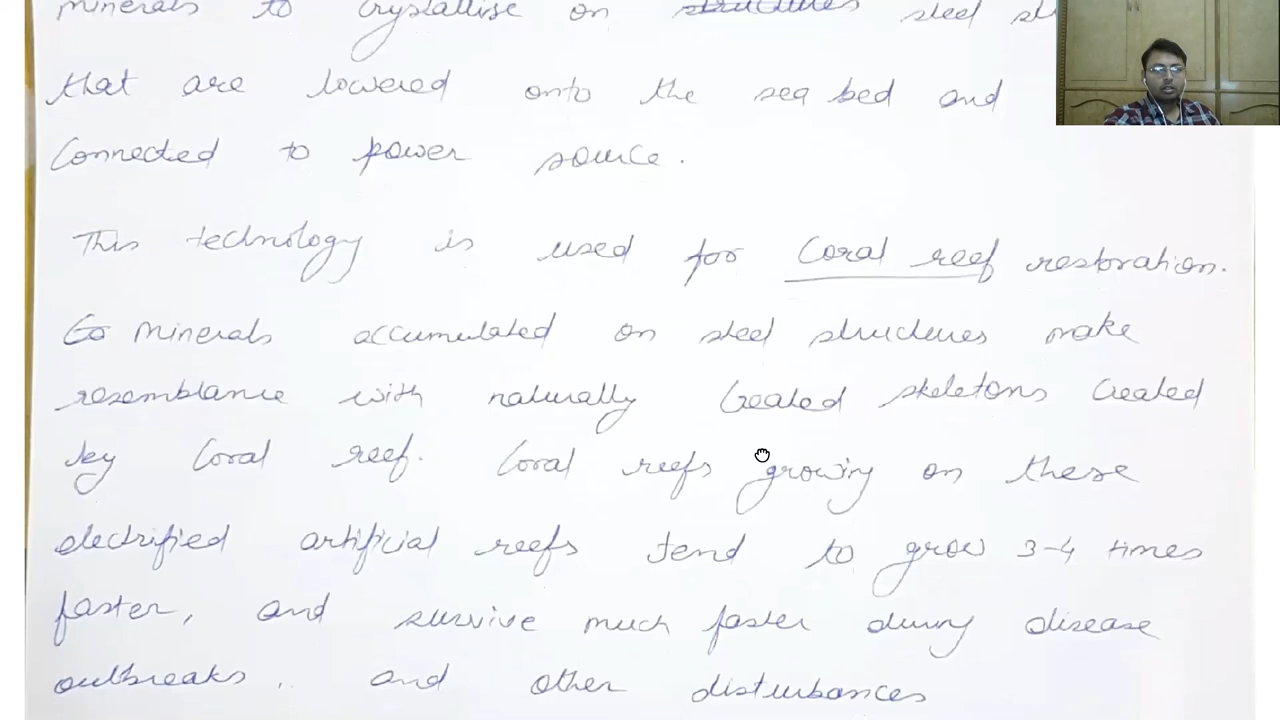 minerals to crystallise on structures steel st
that are lowered onto the sea bed and
Connected to power source.
This technology is used for Coral reef restoration.
Minerals accumulated on steel structures make
resemblance with naturally created skeletons created
by Coral reef. Coral reefs growing on these
electrified artificial reefs tend to grow 3-4 times
faster, and survive much faster during disease
outbreaks, and other disturbances